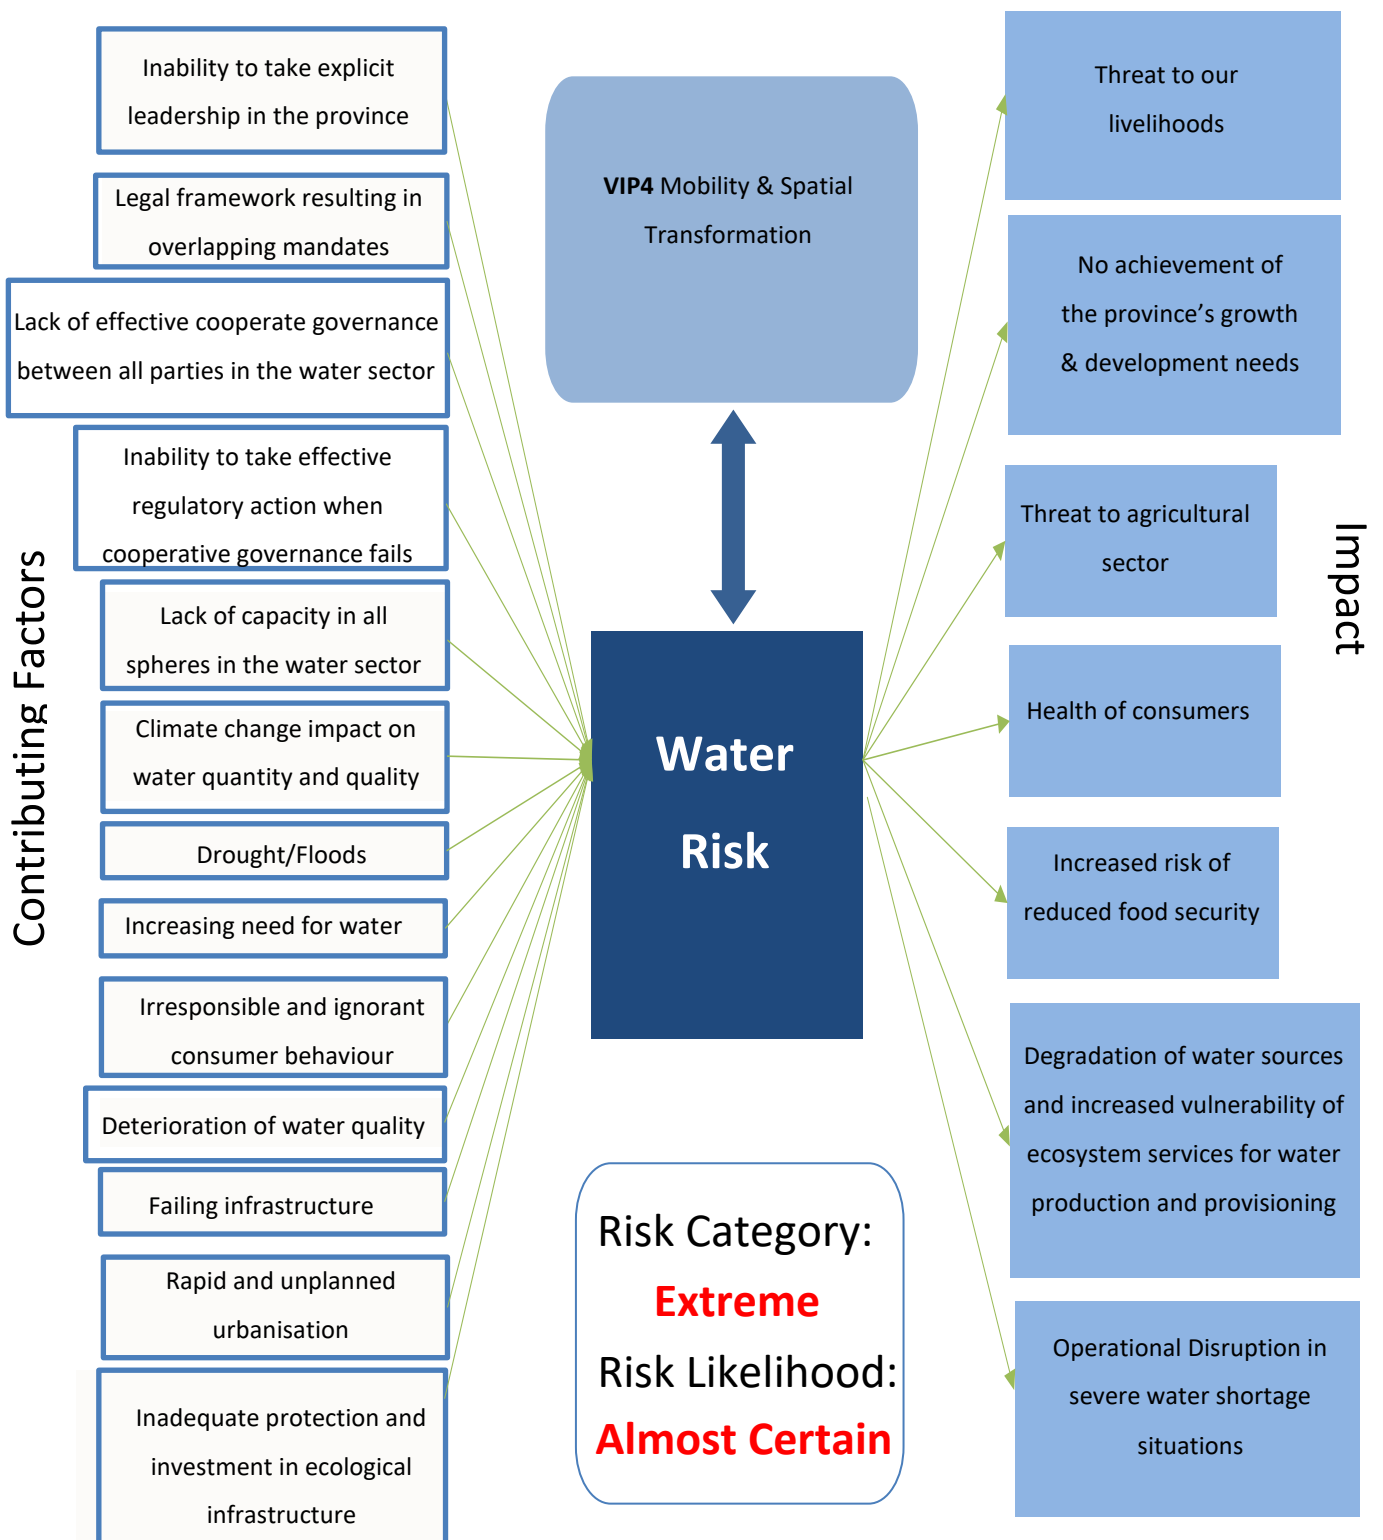 Contributing Factors
Inability to take explicit
leadership in the province
Legal framework resulting in
overlapping mandates
Lack of effective cooperate governance
between all parties in the water sector
Inability to take effective
regulatory action when
cooperative governance fails
Lack of capacity in all
spheres in the water sector
Climate change impact on
water quantity and quality
Drought/Floods
Increasing need for water
Irresponsible and ignorant
consumer behaviour
Deterioration of water quality
Failing infrastructure
Rapid and unplanned
urbanisation
Inadequate protection and
investment in ecological
infrastructure
VIP4 Mobility & Spatial
Transformation
Water
Risk
Risk Category:
Extreme
Risk Likelihood:
Almost Certain
Threat to our
livelihoods
No achievement of
the province’s growth
& development needs
Threat to agricultural
sector
Health of consumers
Increased risk of
reduced food security
Degradation of water sources
and increased vulnerability of
ecosystem services for water
production and provisioning
Operational Disruption in
severe water shortage
situations
Impact